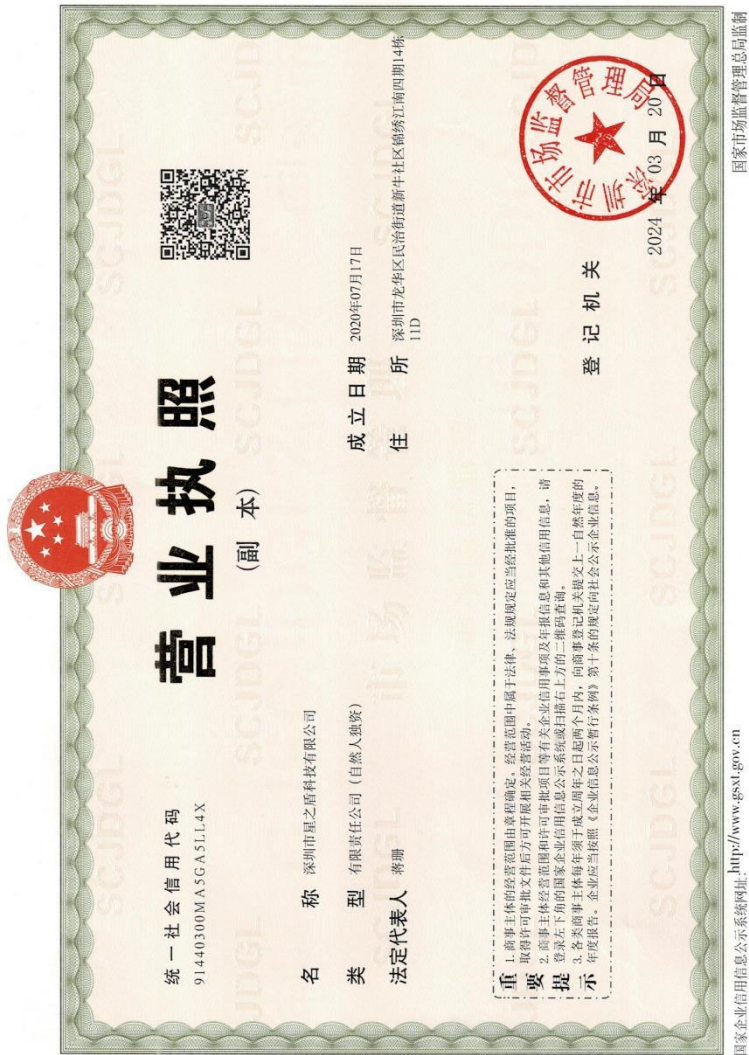 统一社会信用代码
91440300MA5GA5LL4X
营业执照
(副 本)
名 称 深圳市星之盾科技有限公司
类 型 有限责任公司(自然人独资)
法定代表人 蒋珊
成立日期 2020年07月17日
住 所 深圳市龙华区民治街道新牛社区锦绣江南四期14栋
11D
重要提示
1. 商事主体的经营范围由章程确定。经营范围中属于法律、法规规定应当经批准的项目,
取得许可审批文件后方可开展相关经营活动。
2. 商事主体经营范围和许可审批项目等有关企业信用事项及年报信息和其他信用信息,请
登录左下角的国家企业信用信息公示系统或扫描右上方的二维码查询。
3. 各类商事主体每年须于成立周年之日起两个月内,向商事登记机关提交上一自然年度的
年度报告。企业应当按照《企业信息公示暂行条例》第十条的规定向社会公示企业信息。
登记机关
深圳市市场监督管理局
2024 年 03 月 20 日
国家企业信用信息公示系统网址:http://www.gsxt.gov.cn
国家市场监督管理总局监制
SCJDGL